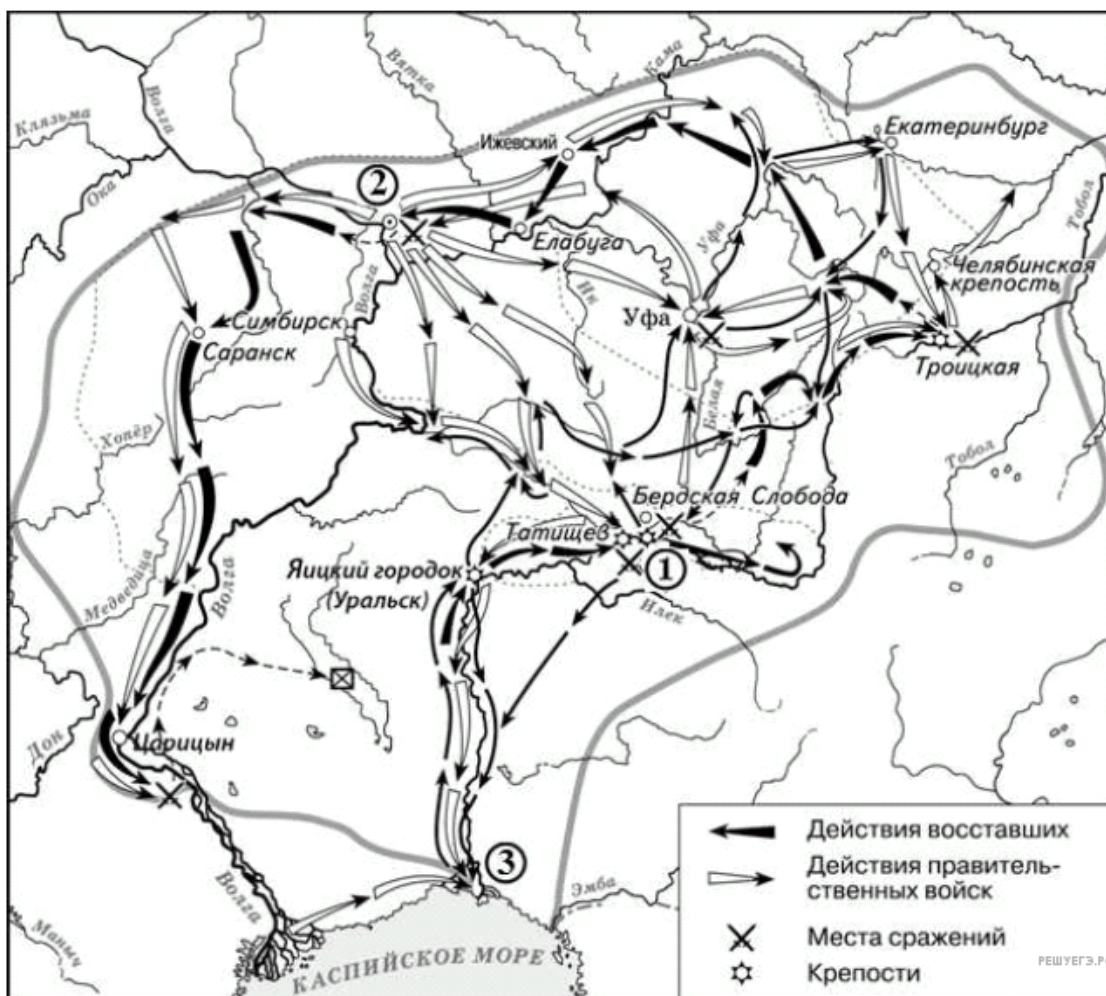 Клязьма
Волга
Вятка
Кама
Ижевский
Екатеринбург
Ока
2
Тобол
Елабуга
Уфа
Челябинская
крепость
Волга
Ик
Симбирск
Саранск
Уфа
Троицкая
Белая
Хопёр
Тобол
Бердская Слобода
Татищев
1
Яицкий городок
(Уральск)
Илек
Медведица
Волга
Дон
Царицын
3
Волга
Эмба
Маныч
КАСПИЙСКОЕ МОРЕ
Действия восставших
Действия правитель-
ственных войск
Места сражений
Крепости
РЕШУЕГЭ.РФ